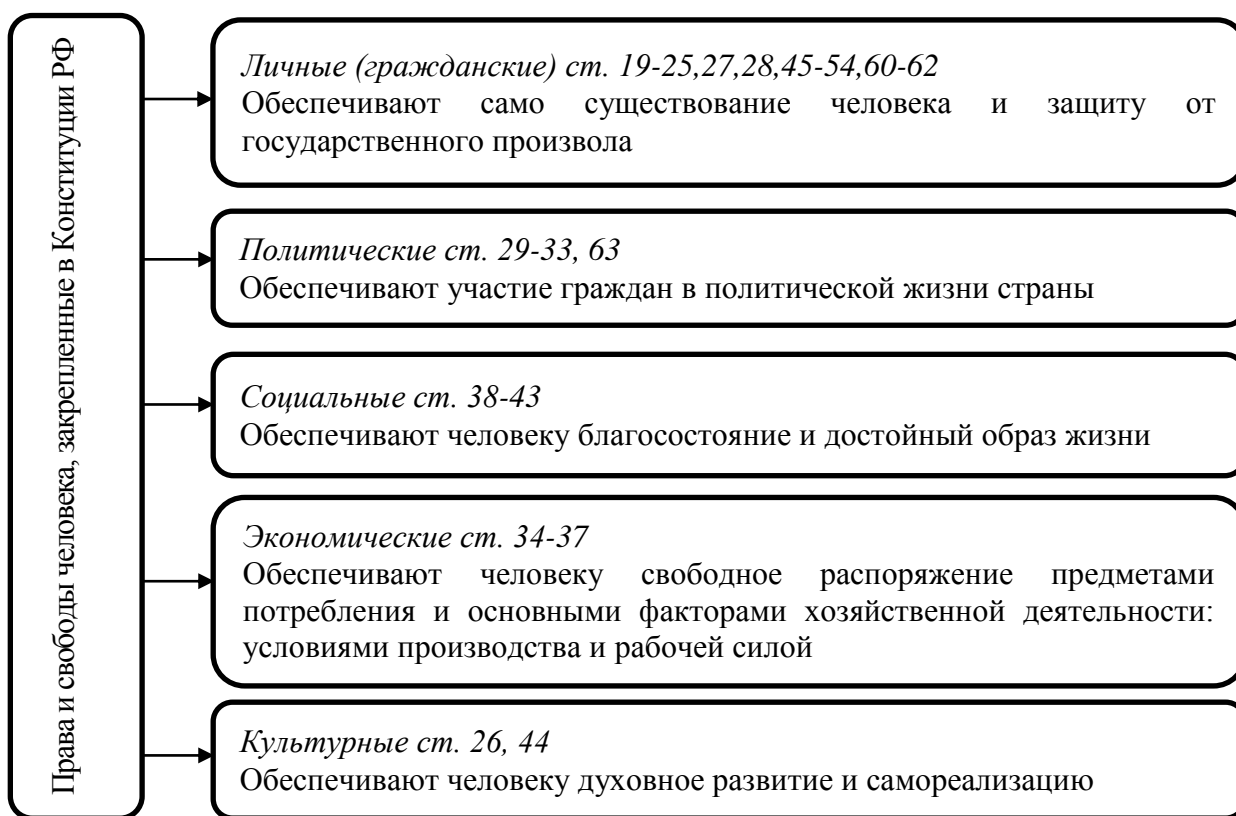 Права и свободы человека, закрепленные в Конституции РФ
Личные (гражданские) ст. 19-25,27,28,45-54,60-62
Обеспечивают само существование человека и защиту от
государственного произвола
Политические ст. 29-33, 63
Обеспечивают участие граждан в политической жизни страны
Социальные ст. 38-43
Обеспечивают человеку благосостояние и достойный образ жизни
Экономические ст. 34-37
Обеспечивают человеку свободное распоряжение предметами
потребления и основными факторами хозяйственной деятельности:
условиями производства и рабочей силой
Культурные ст. 26, 44
Обеспечивают человеку духовное развитие и самореализацию